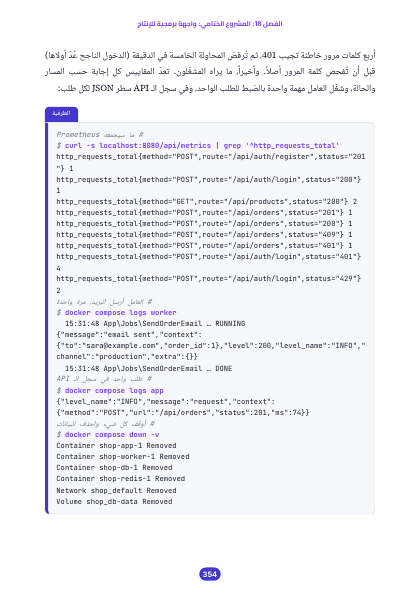 الفصل 18: المشروع الختامي: واجهة برمجية للإنتاج
أربع كلمات مرور خاطئة تجيب 401، ثم تُرفض المحاولة الخامسة في الدقيقة (الدخول الناجح عُدّ أولاها)
قبل أن تُفحص كلمة المرور أصلاً. وأخيراً، ما يراه المشغّلون. تعدّ المقاييس كل إجابة حسب المسار
والحالة، وشغّل العامل مهمة واحدة بالضبط للطلب الواحد، وفي سجل الـ API سطر JSON لكل طلب:
الطرفية
# ما سيجمعه Prometheus
$ curl -s localhost:8080/api/metrics | grep '^http_requests_total'
http_requests_total{method="POST",route="/api/auth/register",status="201
"} 1
http_requests_total{method="POST",route="/api/auth/login",status="200"}
1
http_requests_total{method="GET",route="/api/products",status="200"} 2
http_requests_total{method="POST",route="/api/orders",status="201"} 1
http_requests_total{method="POST",route="/api/orders",status="200"} 1
http_requests_total{method="POST",route="/api/orders",status="409"} 1
http_requests_total{method="POST",route="/api/orders",status="401"} 1
http_requests_total{method="POST",route="/api/auth/login",status="401"}
4
http_requests_total{method="POST",route="/api/auth/login",status="429"}
2
# العامل أرسل البريد، مرة واحدة
$ docker compose logs worker
15:31:48 App\Jobs\SendOrderEmail … RUNNING
{"message":"email sent","context":
{"to":"sara@example.com","order_id":1},"level":200,"level_name":"INFO","
channel":"production","extra":{}}
15:31:48 App\Jobs\SendOrderEmail … DONE
# طلب واحد في سجل الـ API
$ docker compose logs app
{"level_name":"INFO","message":"request","context":
{"method":"POST","url":"/api/orders","status":201,"ms":74}}
# أوقف كل شيء واحذف البيانات
$ docker compose down -v
Container shop-app-1 Removed
Container shop-worker-1 Removed
Container shop-db-1 Removed
Container shop-redis-1 Removed
Network shop_default Removed
Volume shop_db-data Removed
354